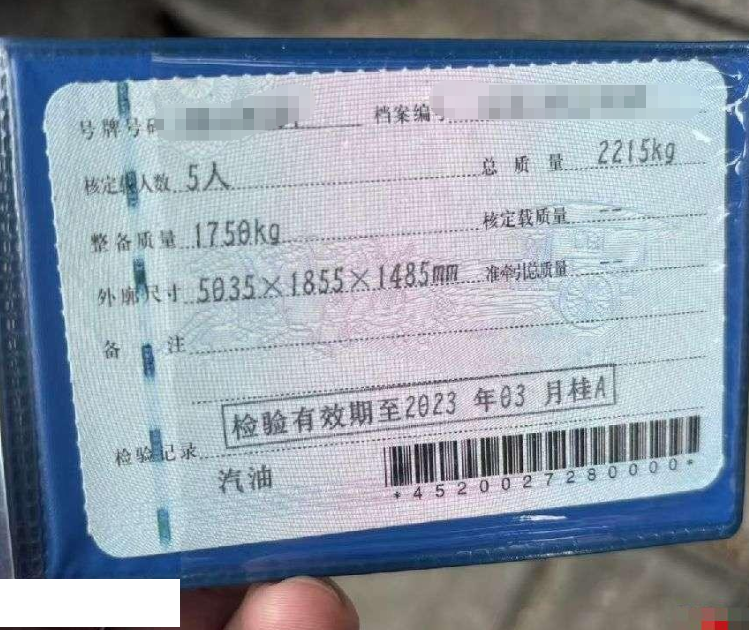 号牌号码 档案编号
核定载人数 5人 总质量 2215kg
整备质量 1750kg 核定载质量 --
外廓尺寸 5035×1855×1485mm 准牵引总质量 --
备注
检验有效期至2023 年03 月桂A
检验记录
汽油
*4520027280000*